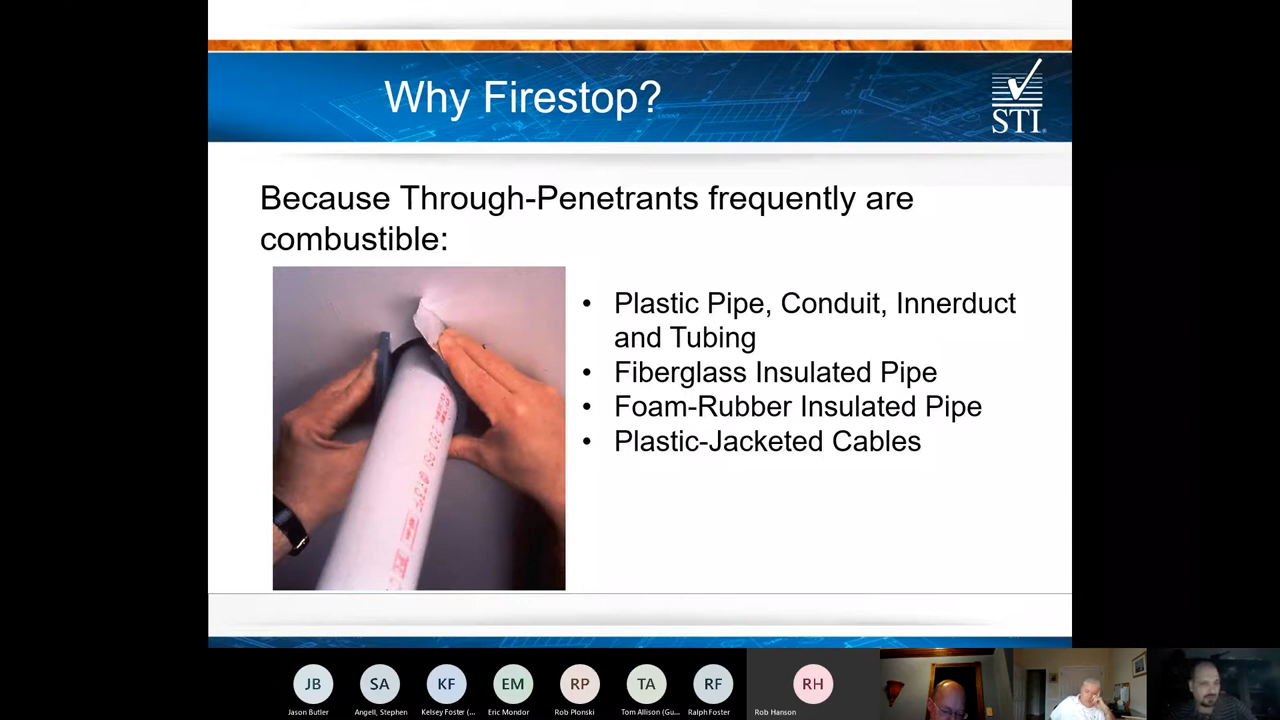 Why Firestop?
STI
Because Through-Penetrants frequently are
combustible:
• Plastic Pipe, Conduit, Innerduct
and Tubing
• Fiberglass Insulated Pipe
• Foam-Rubber Insulated Pipe
• Plastic-Jacketed Cables
JB
SA
KF
EM
RP
TA
RF
RH
Jason Butler
Angell, Stephen
Kelsey Foster (...
Eric Mondor
Rob Plonski
Tom Allison (Gu...
Ralph Foster
Rob Hanson